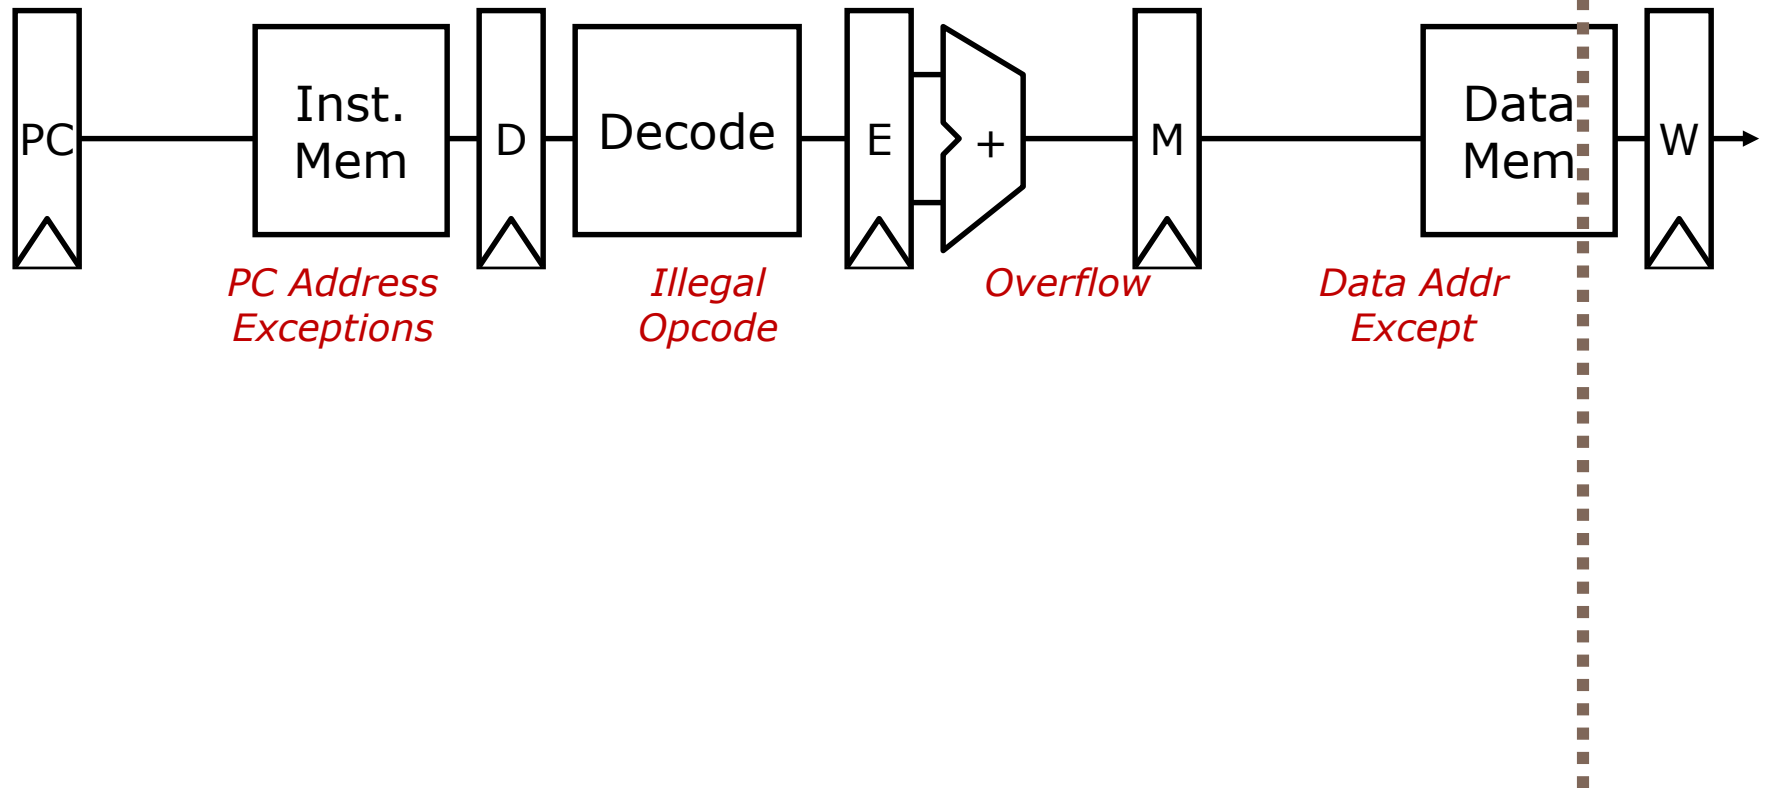 PC
Inst.
Mem
D
Decode
E
+
M
Data
Mem
W
PC Address
Exceptions
Illegal
Opcode
Overflow
Data Addr
Except